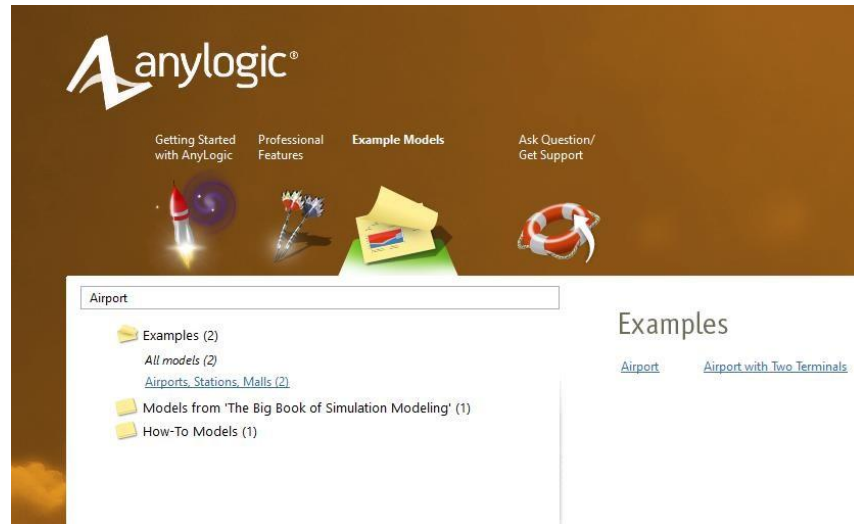 anylogic®
Getting Started
with AnyLogic
Professional
Features
Example Models
Ask Question/
Get Support
Airport
Examples (2)
All models (2)
Airports, Stations, Malls (2)
Models from 'The Big Book of Simulation Modeling' (1)
How-To Models (1)
Examples
Airport
Airport with Two Terminals